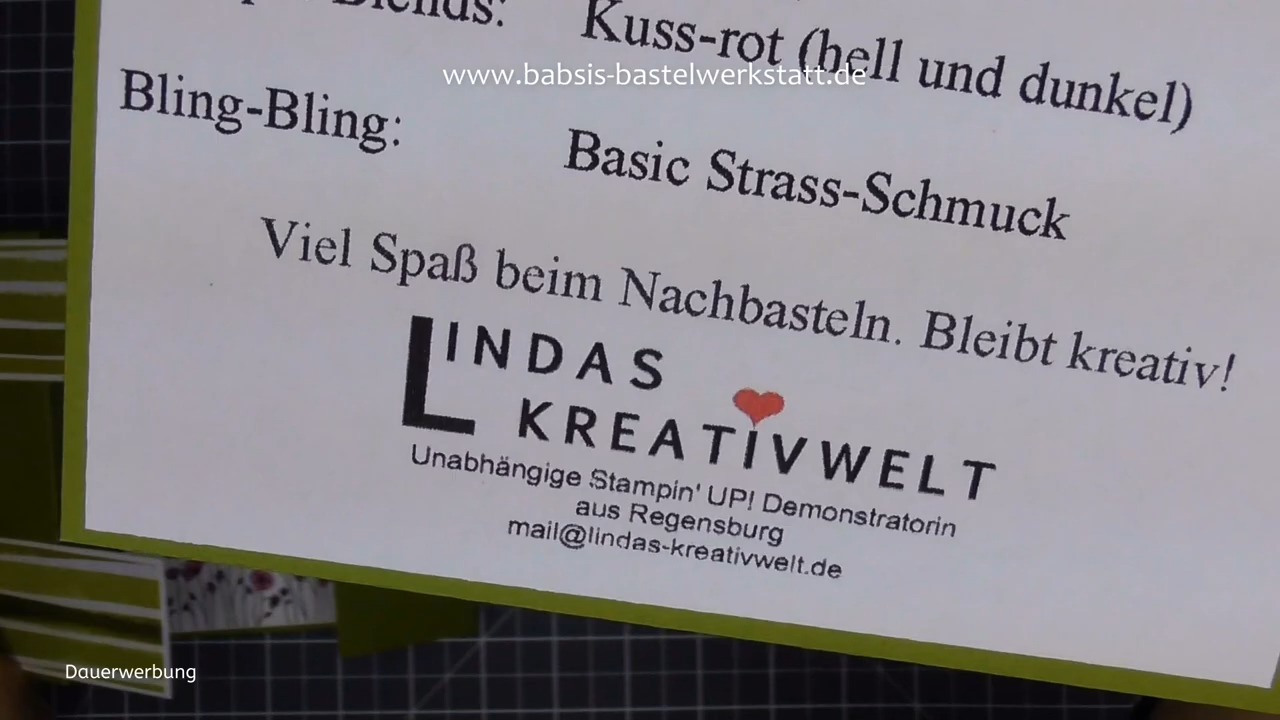 Blends: Kuss-rot (hell und dunkel)
www.babsis-bastelwerkstatt.de
Bling-Bling: Basic Strass-Schmuck
Viel Spaß beim Nachbasteln. Bleibt kreativ!
LINDAS
KREATIVWELT
Unabhängige Stampin' UP! Demonstratorin
aus Regensburg
mail@lindas-kreativwelt.de
Dauerwerbung